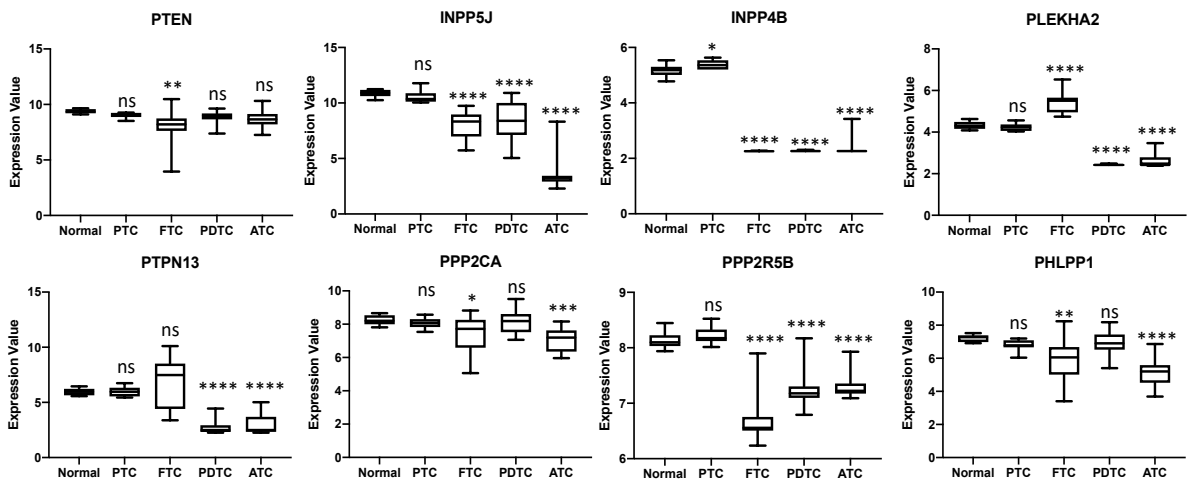 PTEN
Expression Value
15
10
5
0
ns
**
ns
ns
Normal PTC FTC PDTC ATC
INPP5J
Expression Value
15
10
5
0
ns
****
****
****
Normal PTC FTC PDTC ATC
INPP4B
Expression Value
6
4
2
0
*
****
****
****
Normal PTC FTC PDTC ATC
PLEKHA2
Expression Value
8
6
4
2
0
ns
****
****
****
Normal PTC FTC PDTC ATC
PTPN13
Expression Value
15
10
5
0
ns
ns
****
****
Normal PTC FTC PDTC ATC
PPP2CA
Expression Value
10
8
6
4
2
0
ns
*
ns
***
Normal PTC FTC PDTC ATC
PPP2R5B
Expression Value
9
8
7
6
ns
****
****
****
Normal PTC FTC PDTC ATC
PHLPP1
Expression Value
10
8
6
4
2
0
ns
**
ns
****
Normal PTC FTC PDTC ATC